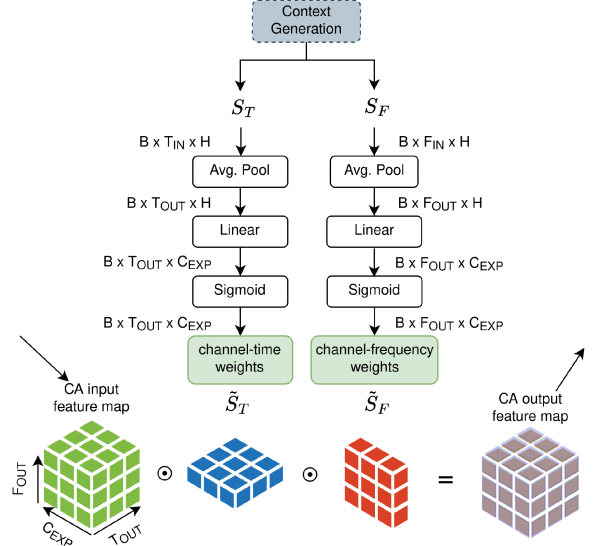 Context
Generation
S_T
S_F
B x T_IN x H
B x F_IN x H
Avg. Pool
Avg. Pool
B x T_OUT x H
B x F_OUT x H
Linear
Linear
B x T_OUT x C_EXP
B x F_OUT x C_EXP
Sigmoid
Sigmoid
B x T_OUT x C_EXP
B x F_OUT x C_EXP
channel-time
weights
channel-frequency
weights
CA input
feature map
S̃_T
S̃_F
CA output
feature map
F_OUT
C_EXP
T_OUT
⊙
⊙
=